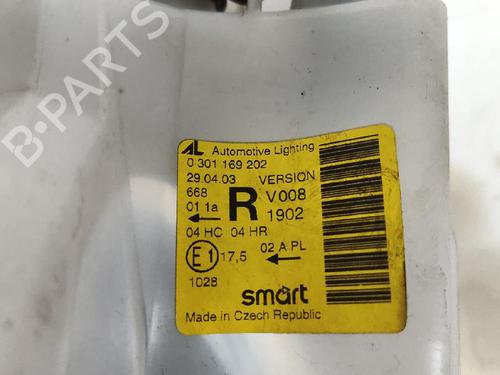 B-PARTS
AL Automotive Lighting
0 301 169 202
29.04.03 VERSION
668 R V008
01 1a 1902
04 HC 04 HR
E1 17,5 02 A PL
1028
smart
Made in Czech Republic